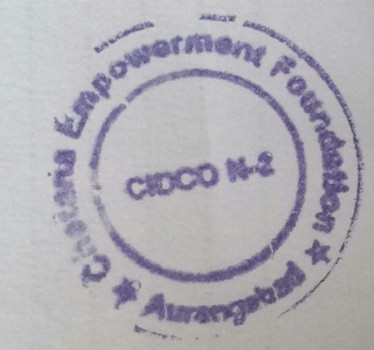 Chetana Empowerment Foundation
★ Aurangabad ★
CIDCO N-2